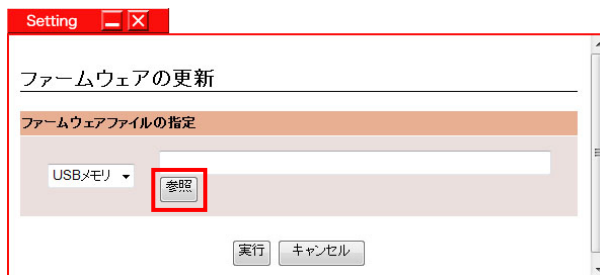 Setting
ファームウェアの更新
ファームウェアファイルの指定
USBメモリ
参照
実行 キャンセル